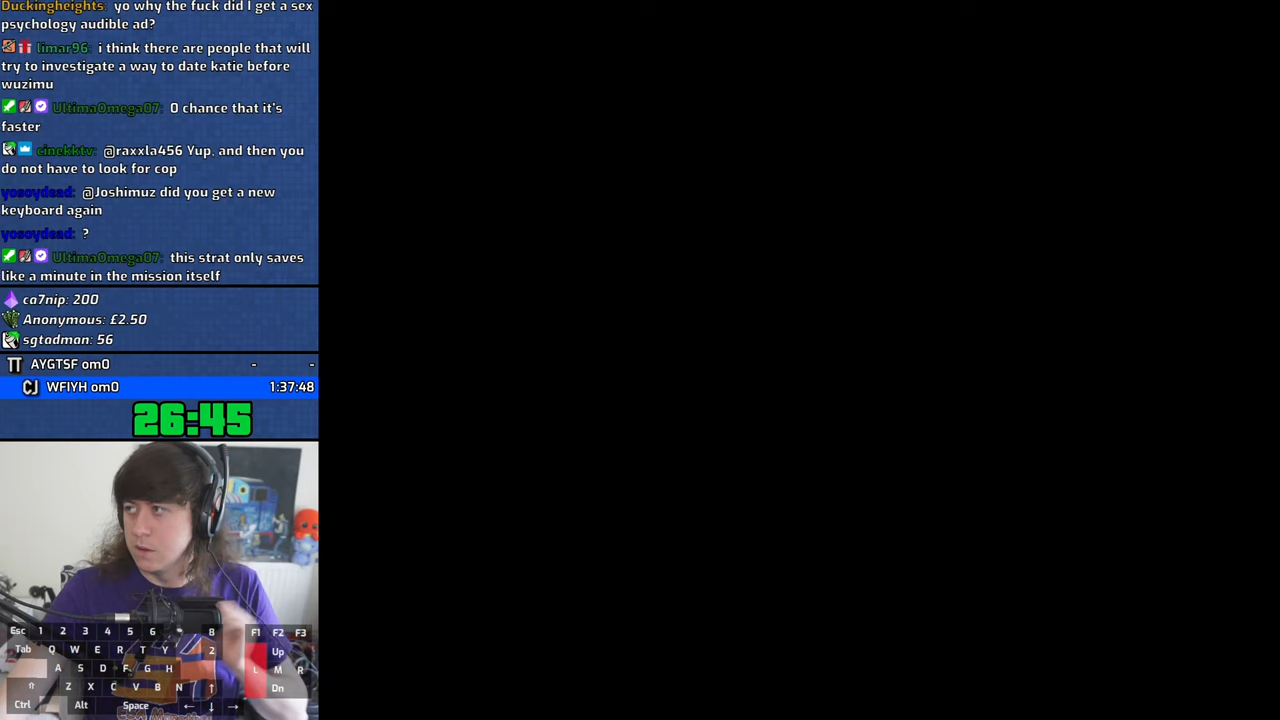 Duckingheights: yo why the fuck did I get a sex
psychology audible ad?
limar96: i think there are people that will
try to investigate a way to date katie before
wuzimu
UltimaOmega07: 0 chance that it's
faster
cinekktv: @raxxla456 Yup, and then you
do not have to look for cop
yosoydead: @Joshimuz did you get a new
keyboard again
yosoydead: ?
UltimaOmega07: this strat only saves
like a minute in the mission itself
ca7nip: 200
Anonymous: £2.50
sgtadman: 56
AYGTSF om0 - -
CJ WFIYH om0 1:37:48
26:45
Esc 1 2 3 4 5 6 8 F1 F2 F3
Tab Q W E R T Y 2 Up
A S D F G H L M R
⇧ Z X C V B N ↑ Dn
Ctrl Alt Space ← ↓ →